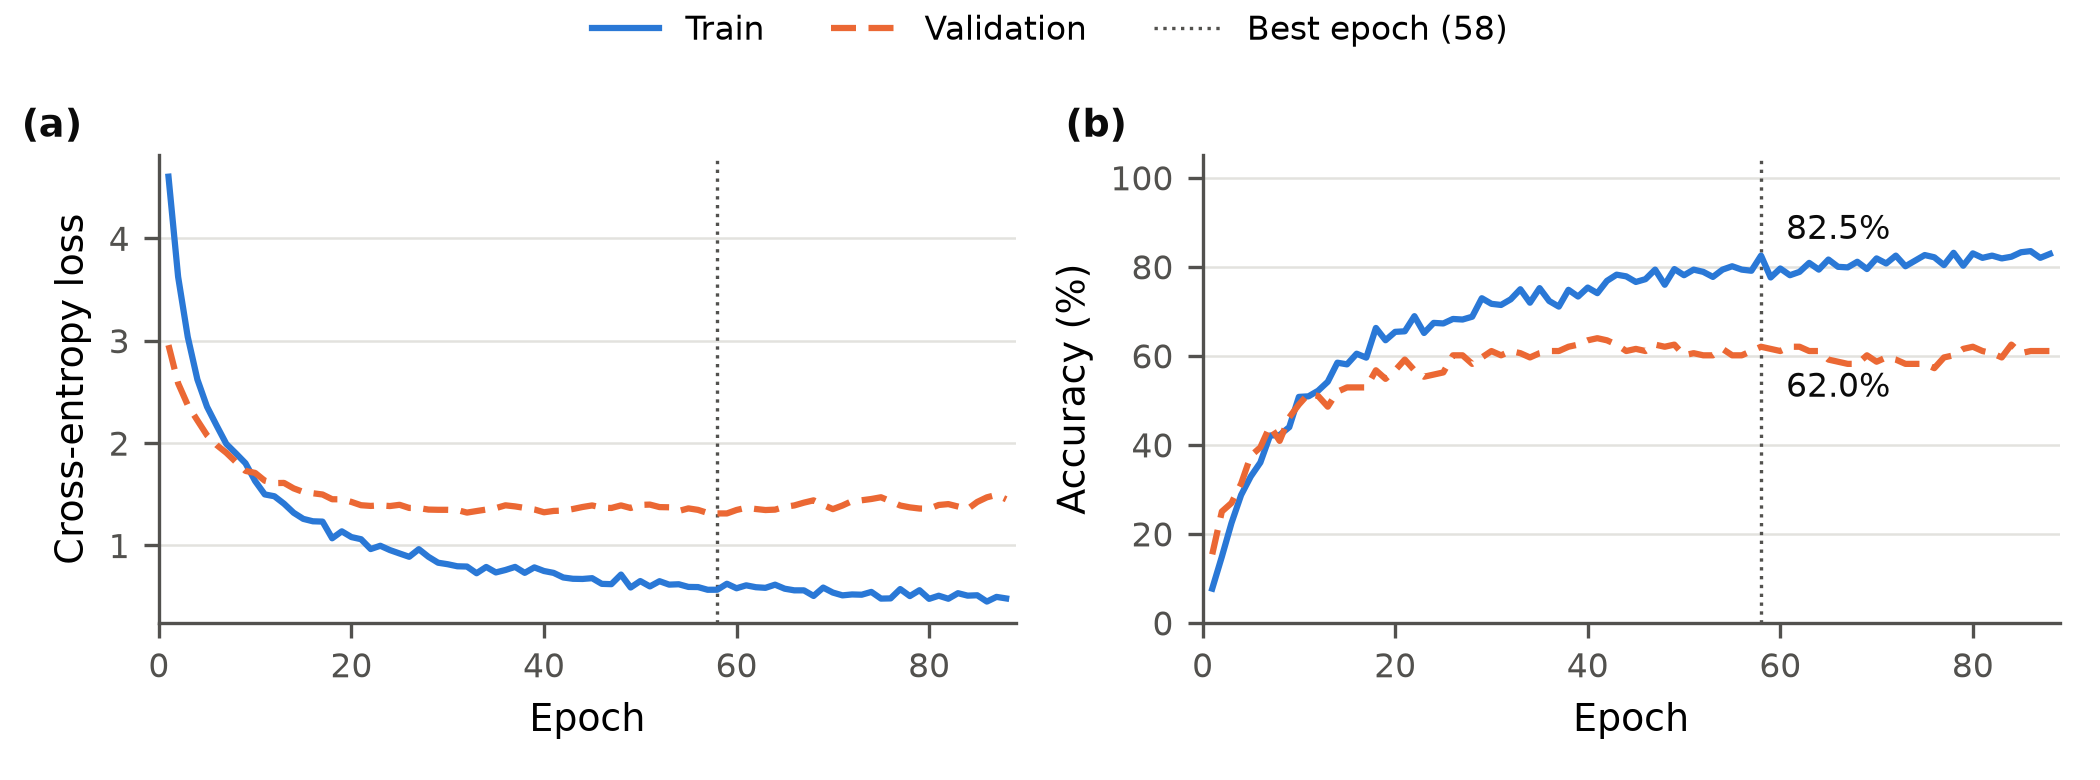 Train Validation Best epoch (58)
(a)
Cross-entropy loss
4
3
2
1
0 20 40 60 80
Epoch
(b)
Accuracy (%)
100
80
60
40
20
0
82.5%
62.0%
0 20 40 60 80
Epoch